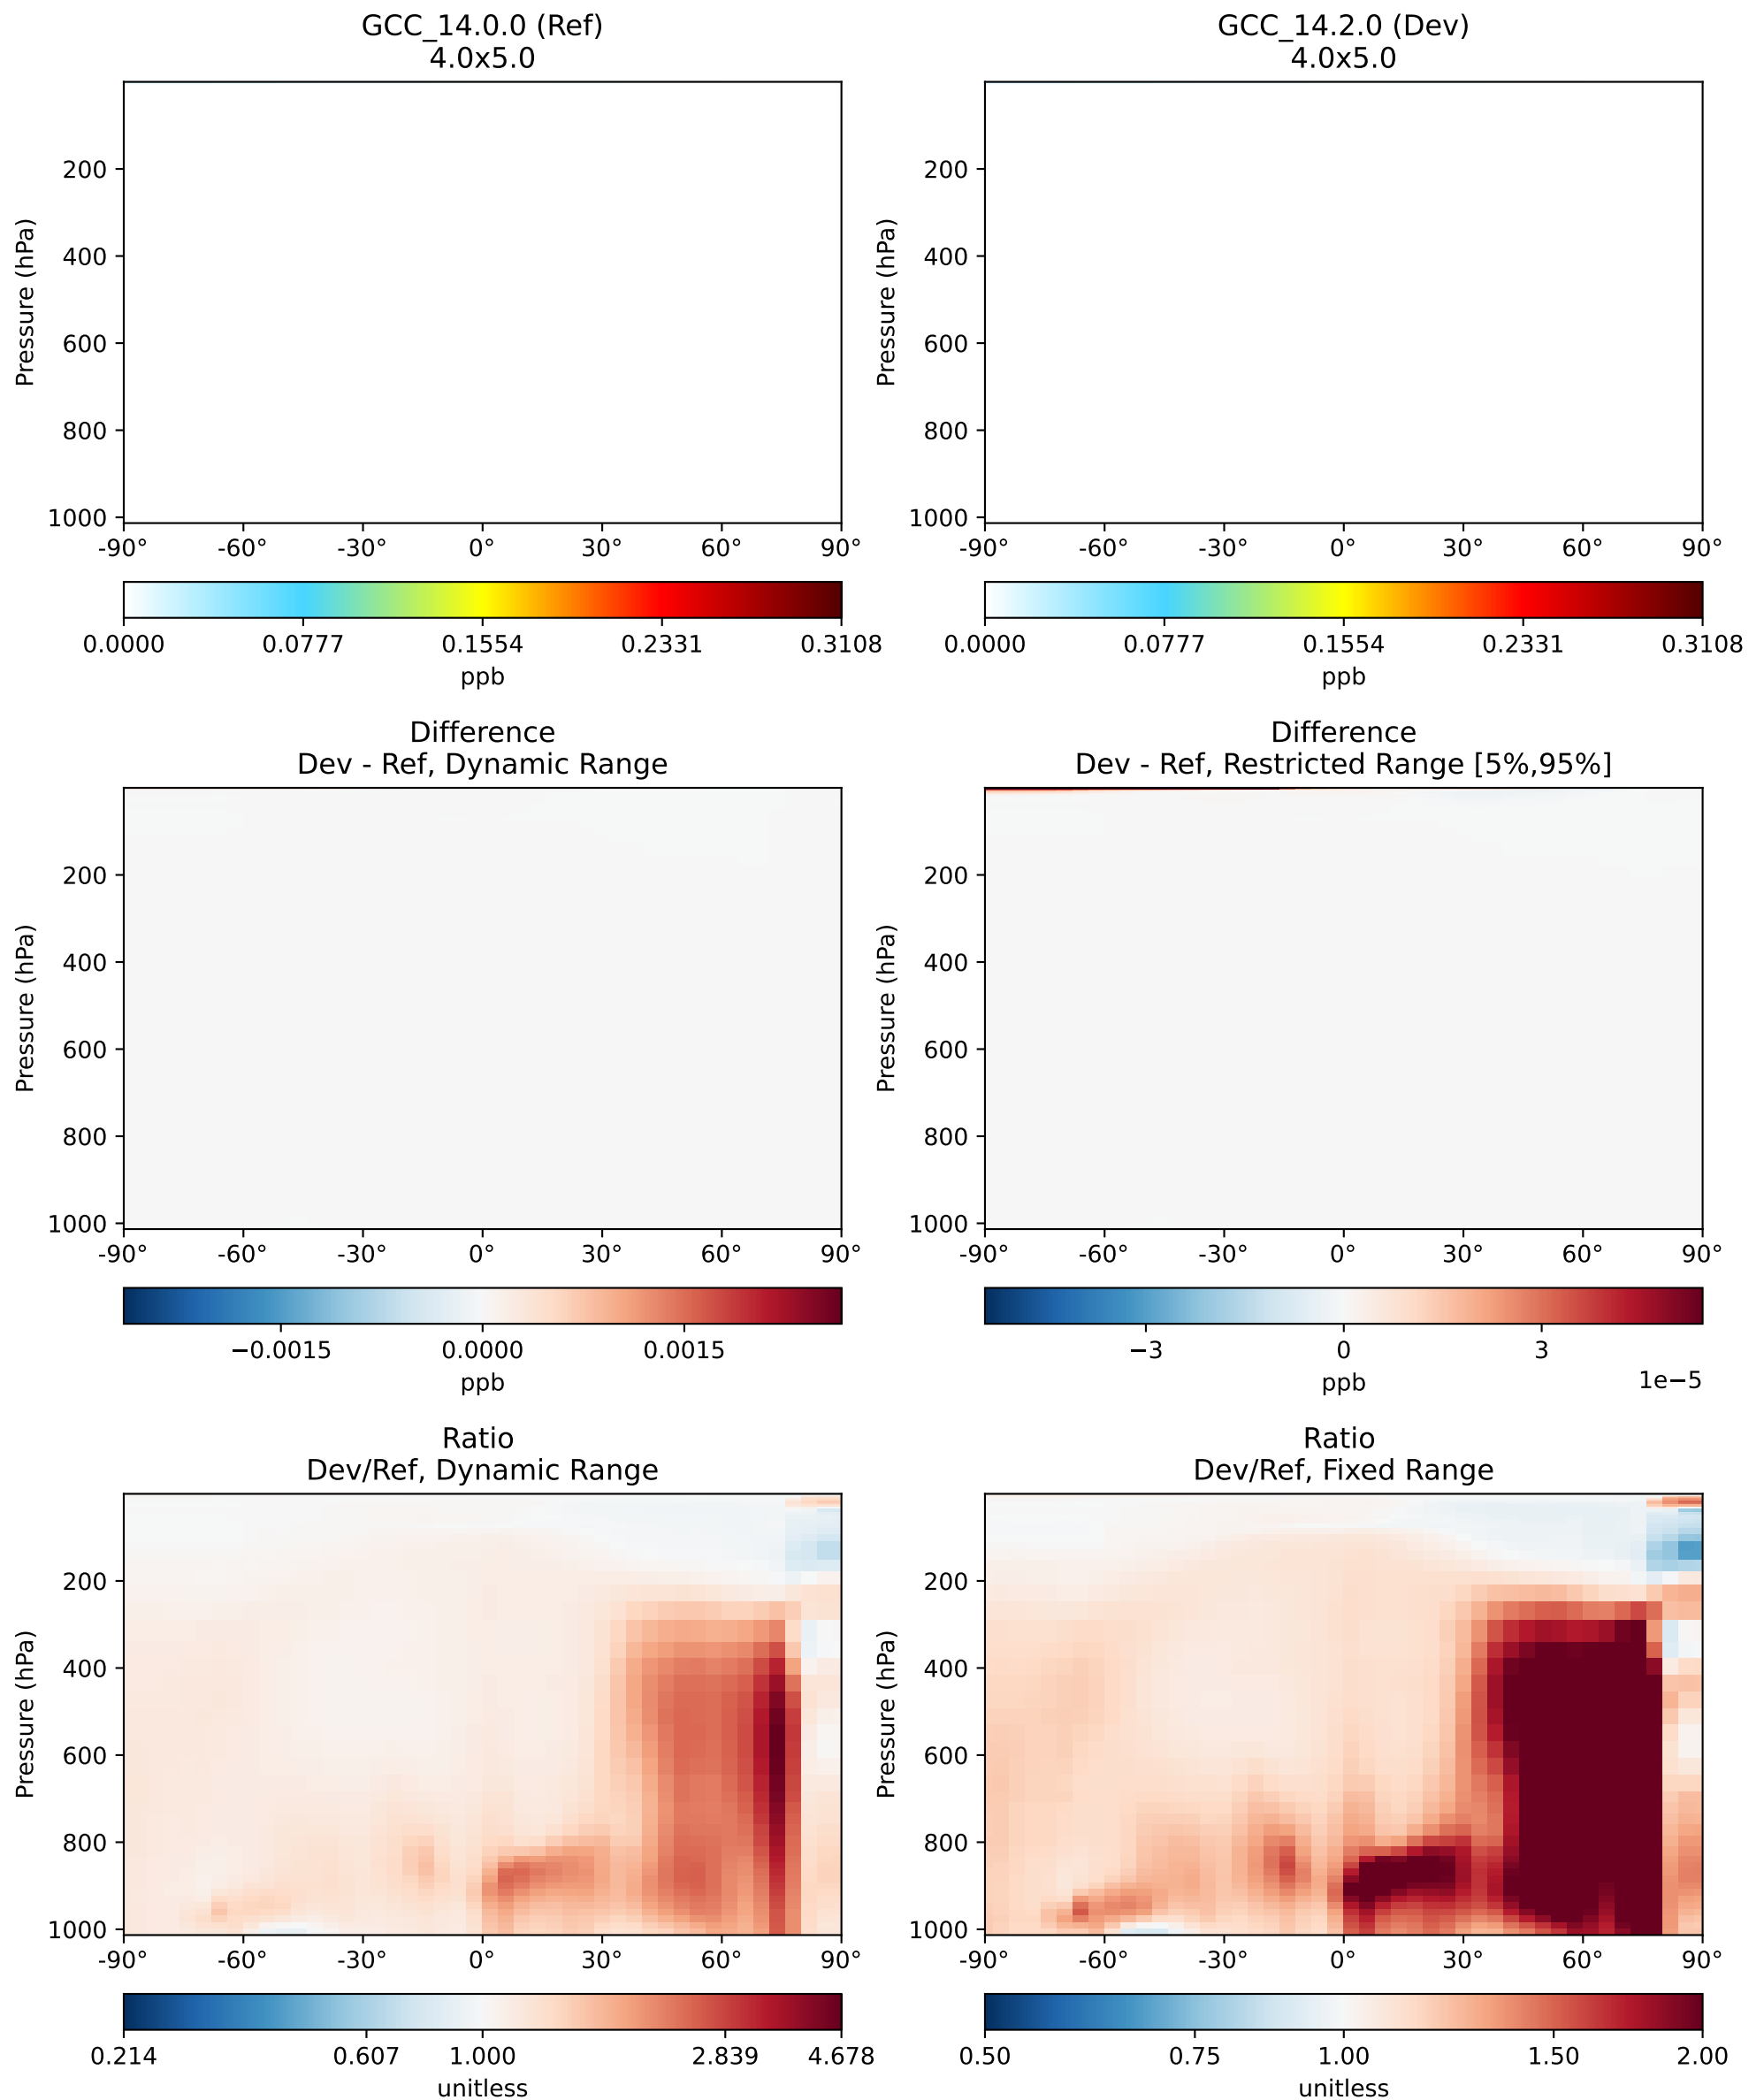 GCC_14.0.0 (Ref)
4.0x5.0
Pressure (hPa)
200
400
600
800
1000
-90° -60° -30° 0° 30° 60° 90°
0.0000 0.0777 0.1554 0.2331 0.3108
ppb
GCC_14.2.0 (Dev)
4.0x5.0
Pressure (hPa)
200
400
600
800
1000
-90° -60° -30° 0° 30° 60° 90°
0.0000 0.0777 0.1554 0.2331 0.3108
ppb
Difference
Dev - Ref, Dynamic Range
Pressure (hPa)
200
400
600
800
1000
-90° -60° -30° 0° 30° 60° 90°
−0.0015 0.0000 0.0015
ppb
Difference
Dev - Ref, Restricted Range [5%,95%]
Pressure (hPa)
200
400
600
800
1000
-90° -60° -30° 0° 30° 60° 90°
−3 0 3
ppb
1e−5
Ratio
Dev/Ref, Dynamic Range
Pressure (hPa)
200
400
600
800
1000
-90° -60° -30° 0° 30° 60° 90°
0.214 0.607 1.000 2.839 4.678
unitless
Ratio
Dev/Ref, Fixed Range
Pressure (hPa)
200
400
600
800
1000
-90° -60° -30° 0° 30° 60° 90°
0.50 0.75 1.00 1.50 2.00
unitless